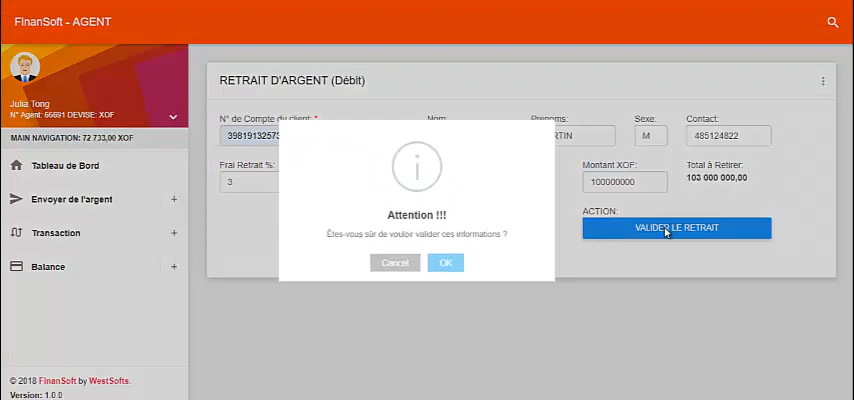 FinanSoft - AGENT
Julia Tong
N° Agent: 66691 DEVISE: XOF
MAIN NAVIGATION: 72 733,00 XOF
Tableau de Bord
Envoyer de l'argent
Transaction
Balance
© 2018 FinanSoft by WestSofts.
Version: 1.0.0
RETRAIT D'ARGENT (Débit)
N° de Compte du client: * Nom: Prenoms: Sexe: Contact:
39819132573 M 485124822
Frai Retrait %: Montant XOF: Total à Retirer:
3 100000000 103 000 000,00
ACTION:
VALIDER LE RETRAIT
Attention !!!
Êtes-vous sûr de vouloir valider ces informations ?
Cancel OK